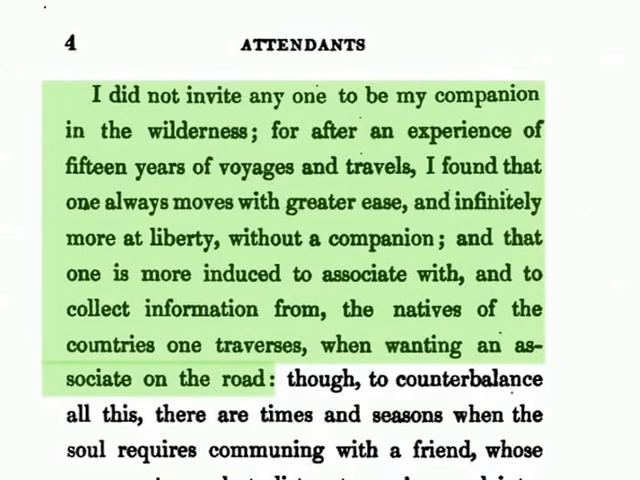 4 ATTENDANTS
I did not invite any one to be my companion
in the wilderness; for after an experience of
fifteen years of voyages and travels, I found that
one always moves with greater ease, and infinitely
more at liberty, without a companion; and that
one is more induced to associate with, and to
collect information from, the natives of the
countries one traverses, when wanting an as-
sociate on the road: though, to counterbalance
all this, there are times and seasons when the
soul requires communing with a friend, whose